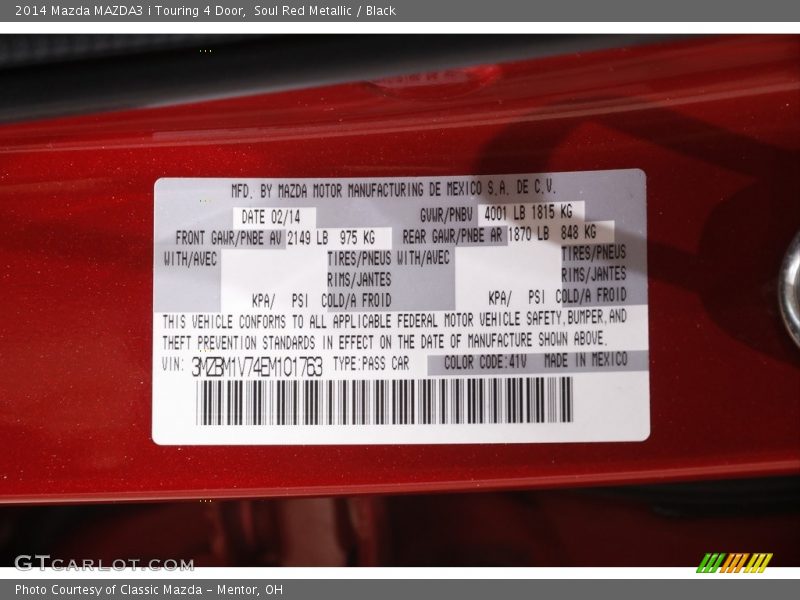 2014 Mazda MAZDA3 i Touring 4 Door,  Soul Red Metallic / Black
MFD. BY MAZDA MOTOR MANUFACTURING DE MEXICO S.A. DE C.V.
DATE 02/14 GVWR/PNBV 4001 LB 1815 KG
FRONT GAWR/PNBE AV 2149 LB 975 KG REAR GAWR/PNBE AR 1870 LB 848 KG
WITH/AVEC TIRES/PNEUS WITH/AVEC TIRES/PNEUS
RIMS/JANTES RIMS/JANTES
KPA/ PSI COLD/A FROID KPA/ PSI COLD/A FROID
THIS VEHICLE CONFORMS TO ALL APPLICABLE FEDERAL MOTOR VEHICLE SAFETY,BUMPER,AND
THEFT PREVENTION STANDARDS IN EFFECT ON THE DATE OF MANUFACTURE SHOWN ABOVE.
VIN: 3MZBM1V74EM101763 TYPE:PASS CAR COLOR CODE:41V MADE IN MEXICO
GTCARLOT.COM
Photo Courtesy of Classic Mazda - Mentor, OH